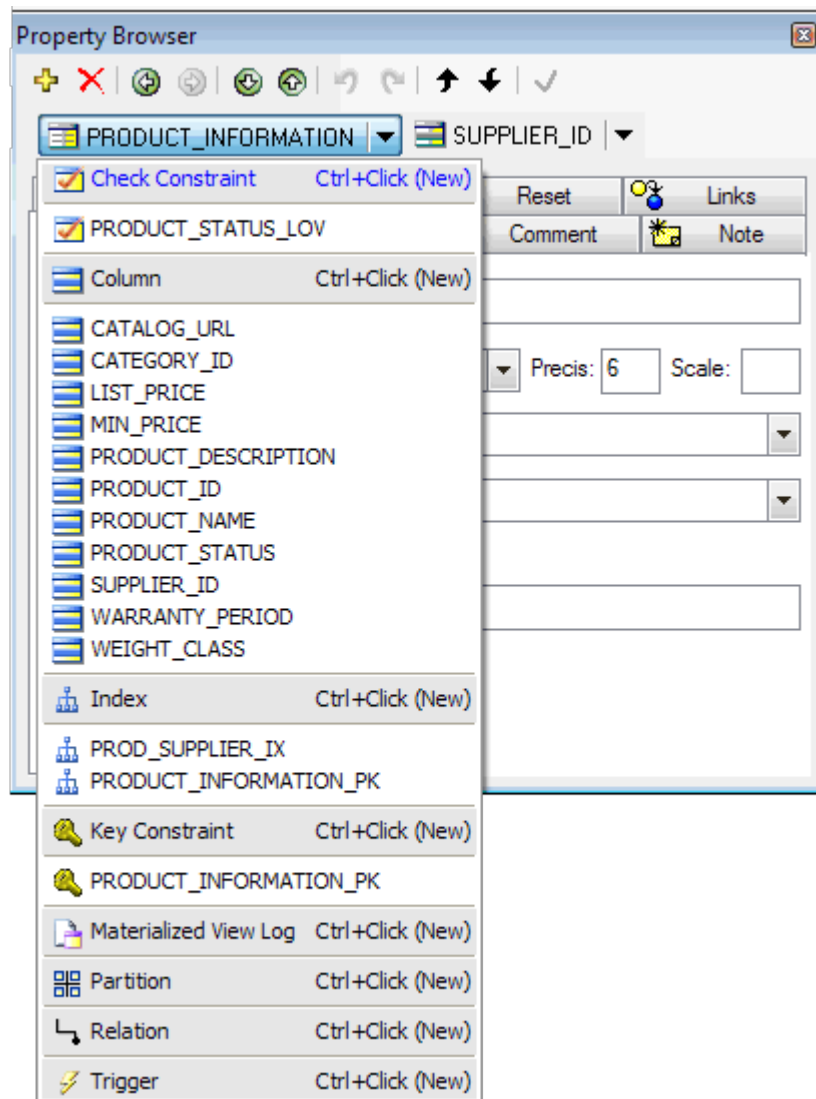 Property Browser
PRODUCT_INFORMATION SUPPLIER_ID
Check Constraint Ctrl+Click (New)
Reset Links
PRODUCT_STATUS_LOV
Comment Note
Column Ctrl+Click (New)
CATALOG_URL
CATEGORY_ID
Precis: 6 Scale:
LIST_PRICE
MIN_PRICE
PRODUCT_DESCRIPTION
PRODUCT_ID
PRODUCT_NAME
PRODUCT_STATUS
SUPPLIER_ID
WARRANTY_PERIOD
WEIGHT_CLASS
Index Ctrl+Click (New)
PROD_SUPPLIER_IX
PRODUCT_INFORMATION_PK
Key Constraint Ctrl+Click (New)
PRODUCT_INFORMATION_PK
Materialized View Log Ctrl+Click (New)
Partition Ctrl+Click (New)
Relation Ctrl+Click (New)
Trigger Ctrl+Click (New)